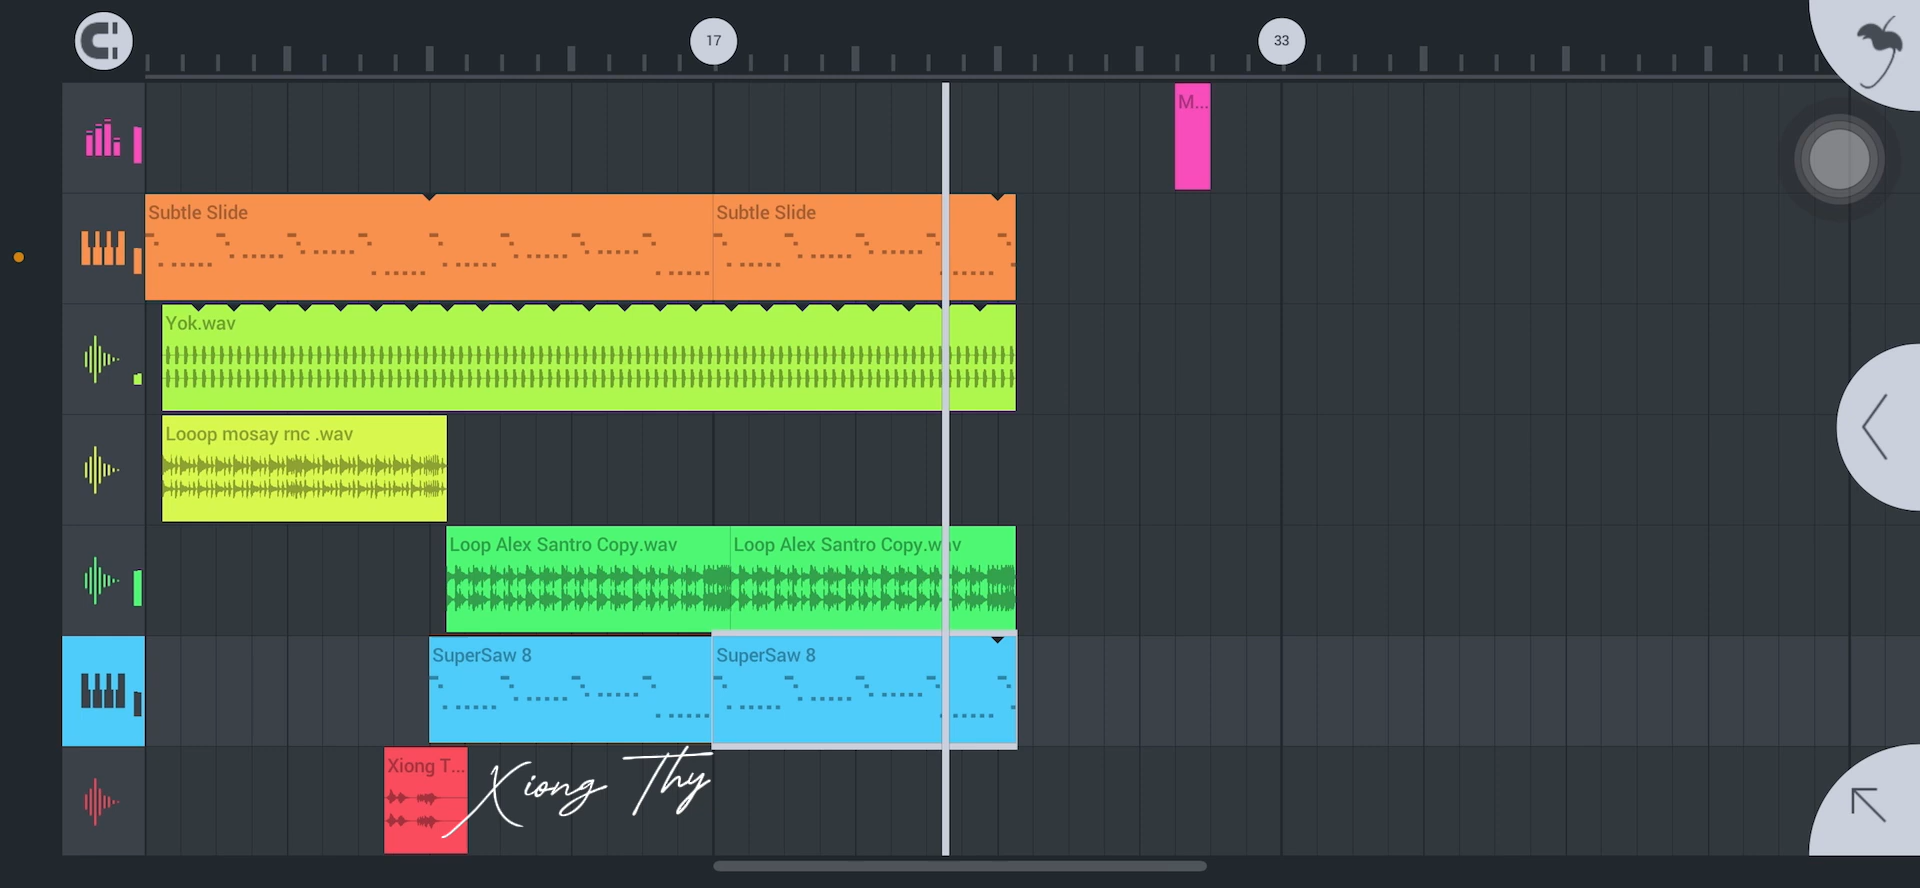 17 33
M...
Subtle Slide Subtle Slide
Yok.wav
Looop mosay rnc .wav
Loop Alex Santro Copy.wav Loop Alex Santro Copy.wav
SuperSaw 8 SuperSaw 8
Xiong T...
Xiong Thy